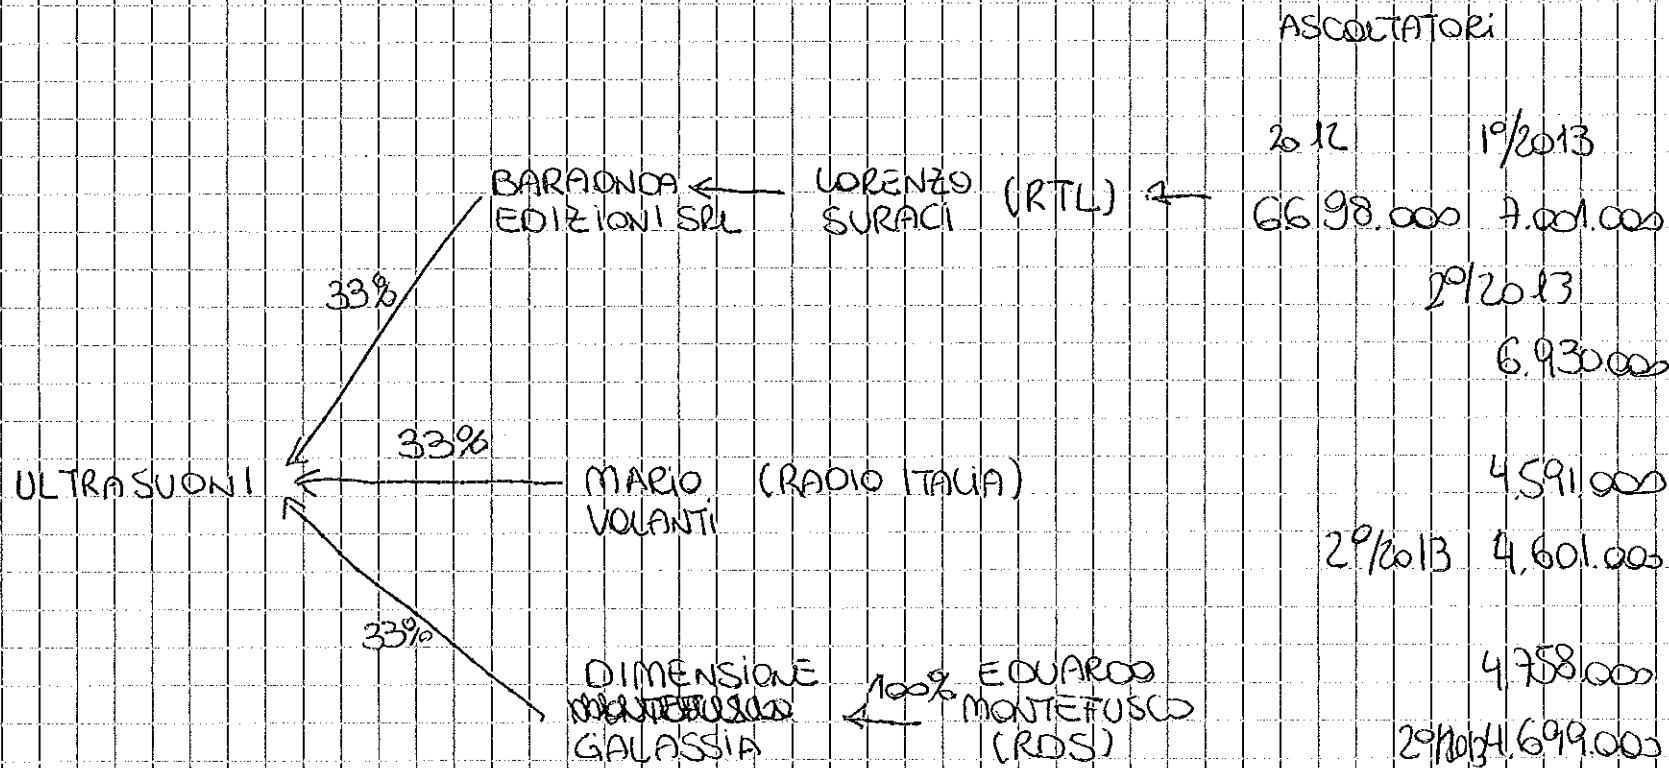 ASCOLTATORI
2012 1°/2013
BARAONDA LORENZO (RTL) 6698.000 7.001.000
EDIZIONI SRL SURACI
33% 2°/2013
6.930.000
33%
ULTRASUONI MARIO (RADIO ITALIA) 4.591.000
VOLANTI
2°/2013 4.601.000
33%
DIMENSIONE 100% EDUARDO 4.758.000
MONTEFUSCO
GALASSIA (RDS) 2°/2013 4.699.000